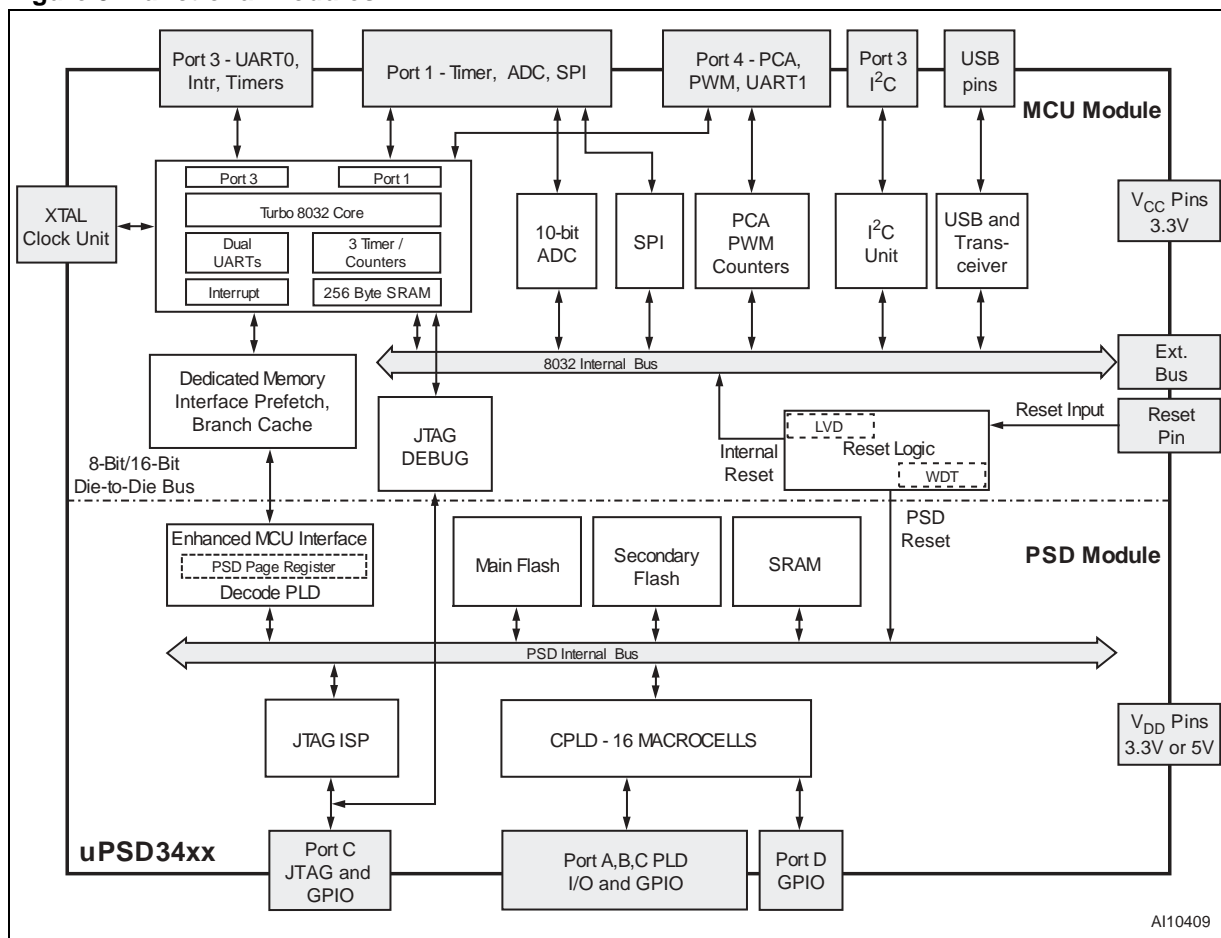 Port 3 - UART0,
Intr, Timers
Port 1 - Timer, ADC, SPI
Port 4 - PCA,
PWM, UART1
Port 3
I²C
USB
pins
MCU Module
XTAL
Clock Unit
Port 3
Port 1
Turbo 8032 Core
Dual
UARTs
3 Timer /
Counters
Interrupt
256 Byte SRAM
10-bit
ADC
SPI
PCA
PWM
Counters
I²C
Unit
USB and
Trans-
ceiver
VCC Pins
3.3V
8032 Internal Bus
Ext.
Bus
Dedicated Memory
Interface Prefetch,
Branch Cache
JTAG
DEBUG
Internal
Reset
LVD
Reset Logic
WDT
Reset Input
Reset
Pin
8-Bit/16-Bit
Die-to-Die Bus
PSD
Reset
PSD Module
Enhanced MCU Interface
PSD Page Register
Decode PLD
Main Flash
Secondary
Flash
SRAM
PSD Internal Bus
JTAG ISP
CPLD - 16 MACROCELLS
VDD Pins
3.3V or 5V
uPSD34xx
Port C
JTAG and
GPIO
Port A,B,C PLD
I/O and GPIO
Port D
GPIO
AI10409